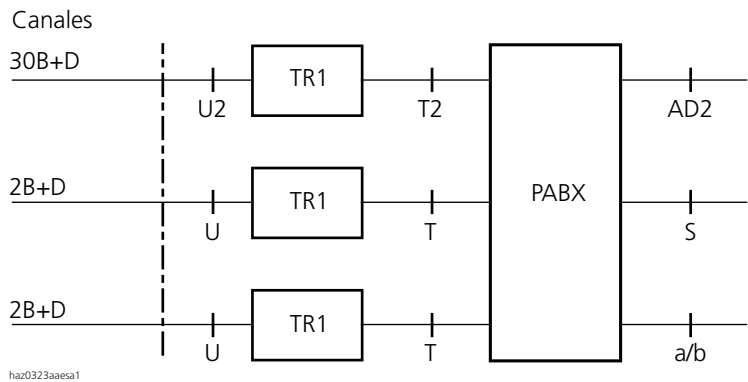 Canales
30B+D
TR1
U2
T2
AD2
2B+D
TR1
PABX
U
T
S
2B+D
TR1
U
T
a/b
haz0323aaesa1